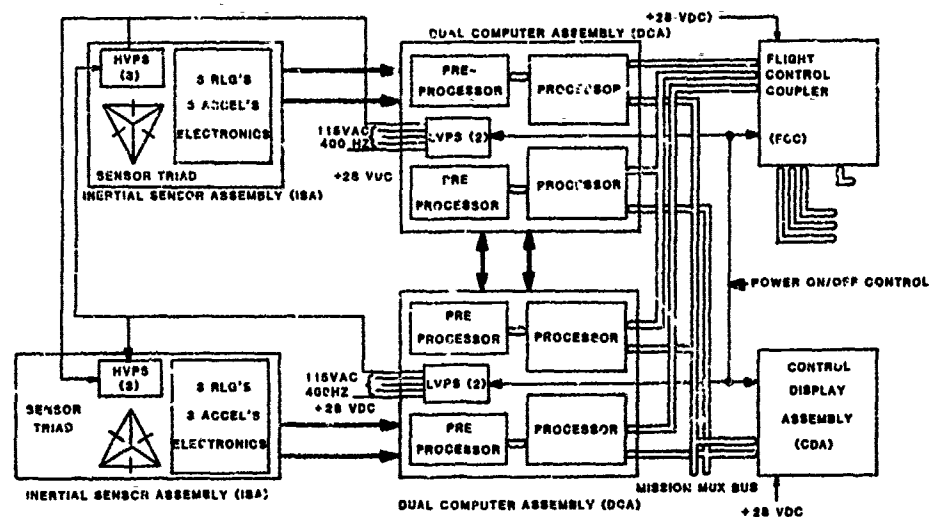 +28 VDC)
DUAL COMPUTER ASSEMBLY (DCA)
HVPS
(3)
3 RLG'S
3 ACCEL'S
ELECTRONICS
SENSOR TRIAD
INERTIAL SENSOR ASSEMBLY (ISA)
PRE-
PROCESSOR
PROCESSOR
115VAC
400 HZ
LVPS (2)
+28 VDC
PRE
PROCESSOR
PROCESSOR
FLIGHT
CONTROL
COUPLER
(FCC)
POWER ON/OFF CONTROL
HVPS
(3)
SENSOR
TRIAD
3 RLG'S
3 ACCEL'S
ELECTRONICS
INERTIAL SENSOR ASSEMBLY (ISA)
PRE
PROCESSOR
PROCESSOR
115VAC
400HZ
LVPS (2)
+28 VDC
PRE
PROCESSOR
PROCESSOR
DUAL COMPUTER ASSEMBLY (DCA)
CONTROL
DISPLAY
ASSEMBLY
(CDA)
MISSION MUX BUS
+28 VDC